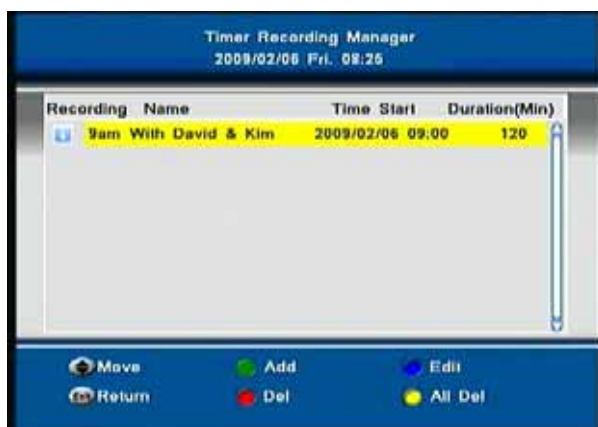 Timer Recording Manager
2009/02/06 Fri. 08:25
Recording Name Time Start Duration(Min)
9am With David & Kim 2009/02/06 09:00 120
Move Add Edit
Return Del All Del